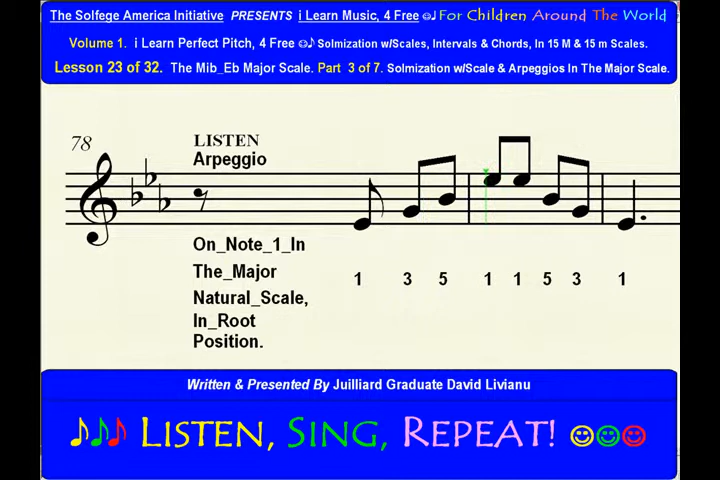 The Solfege America Initiative PRESENTS i Learn Music, 4 Free ☺♪ For Children Around The World
Volume 1. i Learn Perfect Pitch, 4 Free ☺♪ Solmization w/Scales, Intervals & Chords, In 15 M & 15 m Scales.
Lesson 23 of 32. The Mib_Eb Major Scale. Part 3 of 7. Solmization w/Scale & Arpeggios In The Major Scale.
78
LISTEN
Arpeggio
On_Note_1_In
The_Major
Natural_Scale,
In_Root
Position.
1 3 5 1 1 5 3 1
Written & Presented By Juilliard Graduate David Livianu
♪♪♪ LISTEN, SING, REPEAT! ☺☺☺